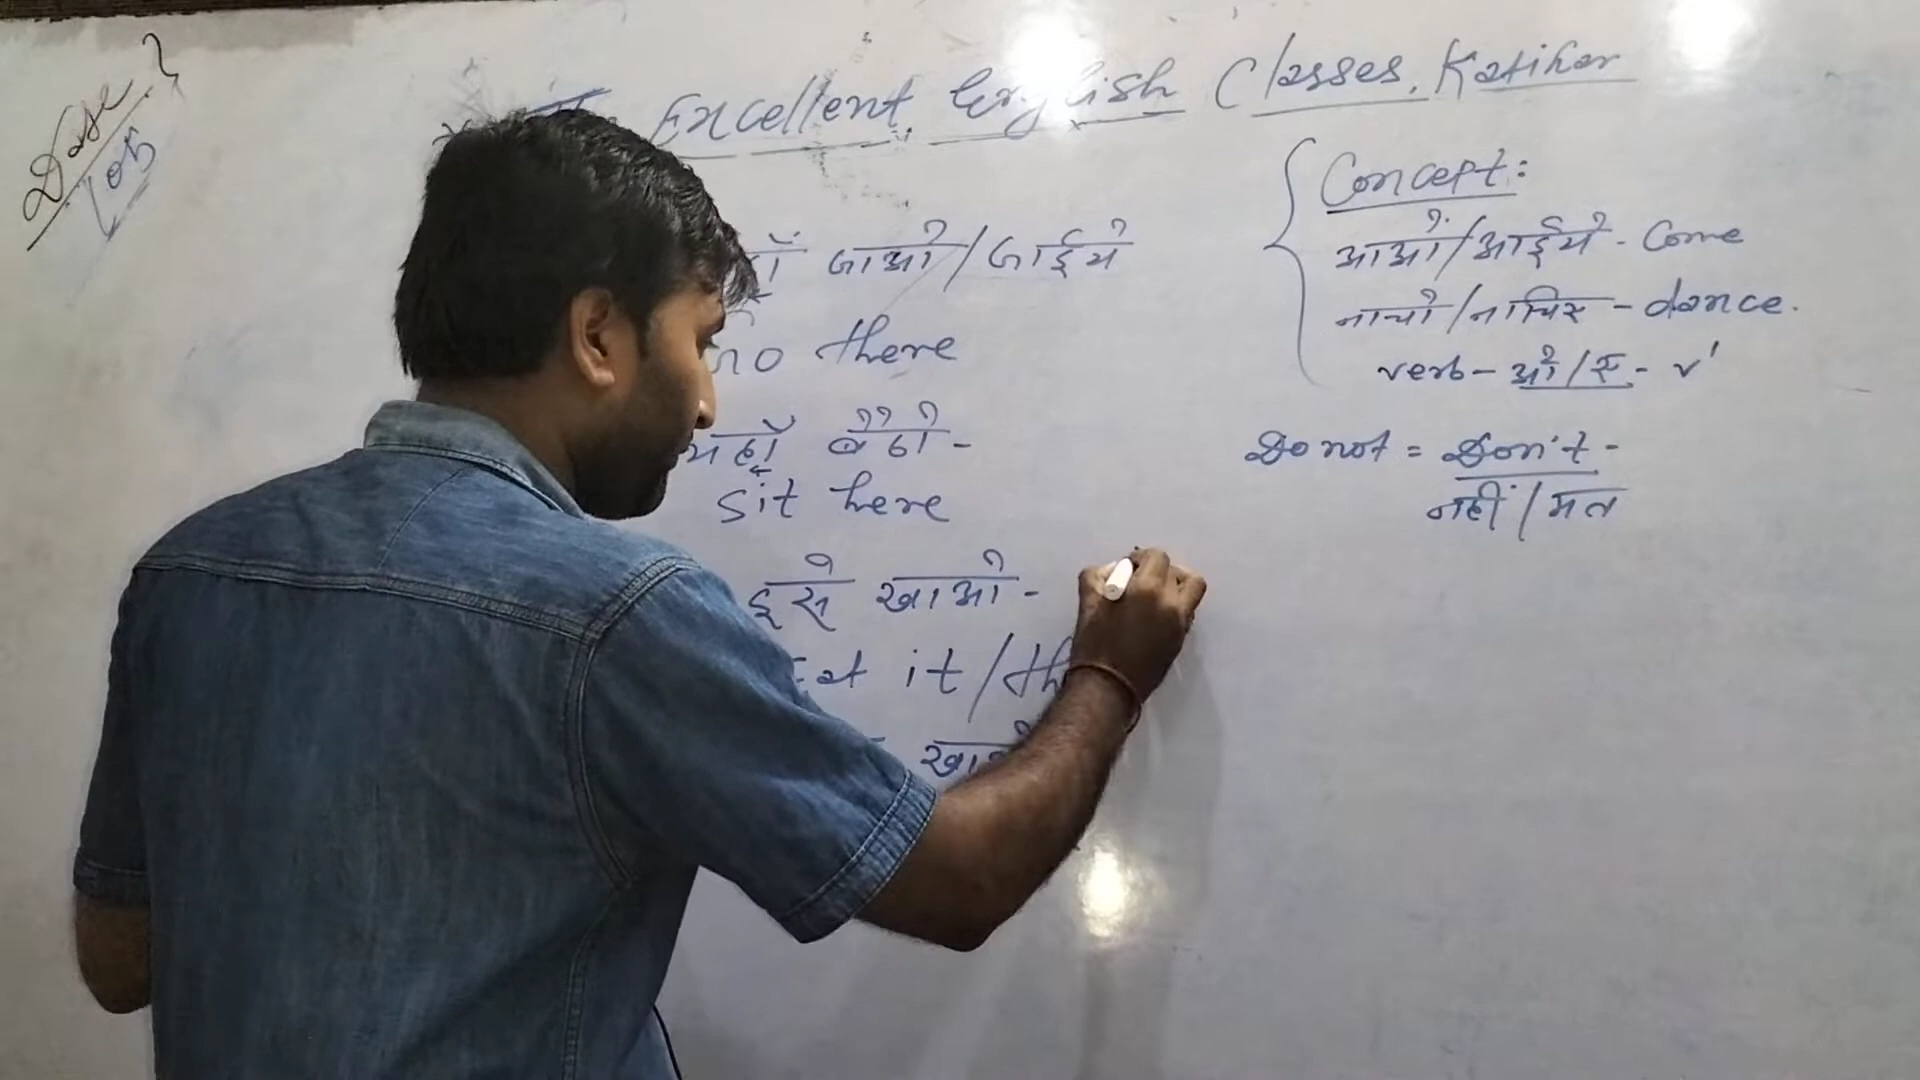 Excellent English Classes, Katihar
Concept:
आओ/आईये - Come
नाचो/नाचिए - dance.
verb - ओ/ए - v¹
Do not = Don't -
नहीं/मत
जाओ/जाईये
there
यहाँ बैठो -
Sit here
इसे खाओ -
it/